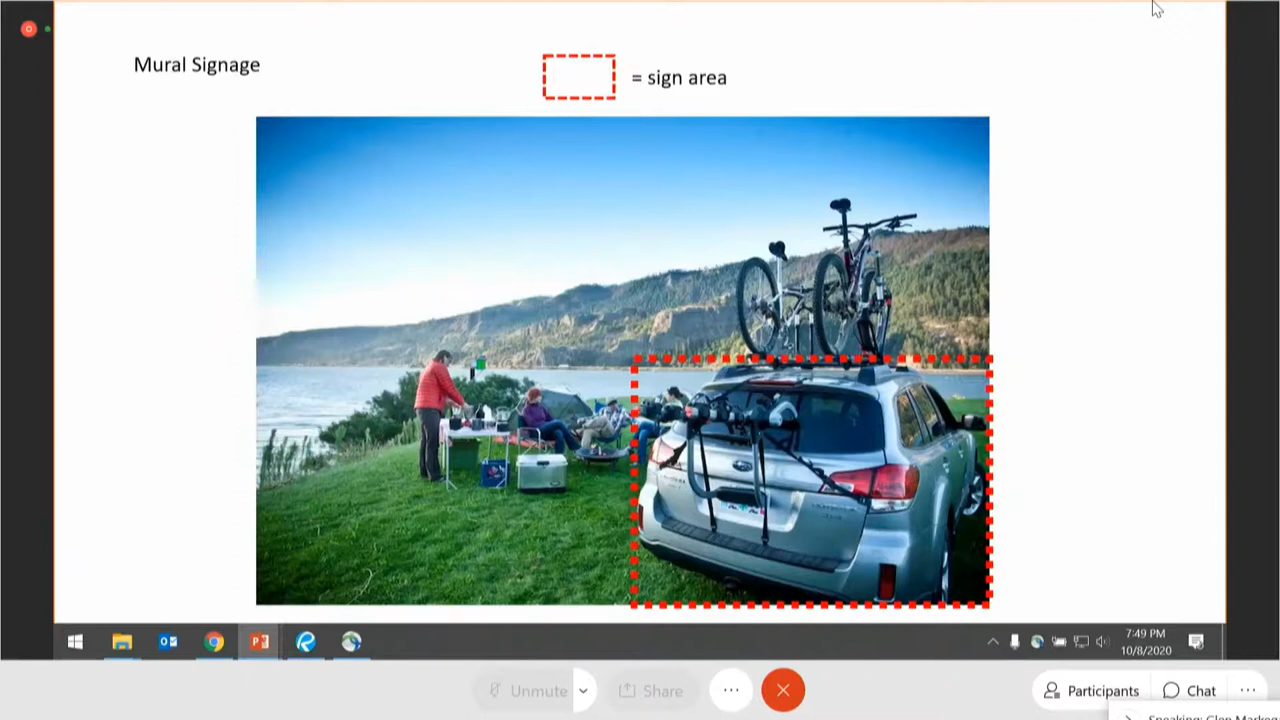 Mural Signage
= sign area
7:49 PM
10/8/2020
Unmute
Share
Participants
Chat